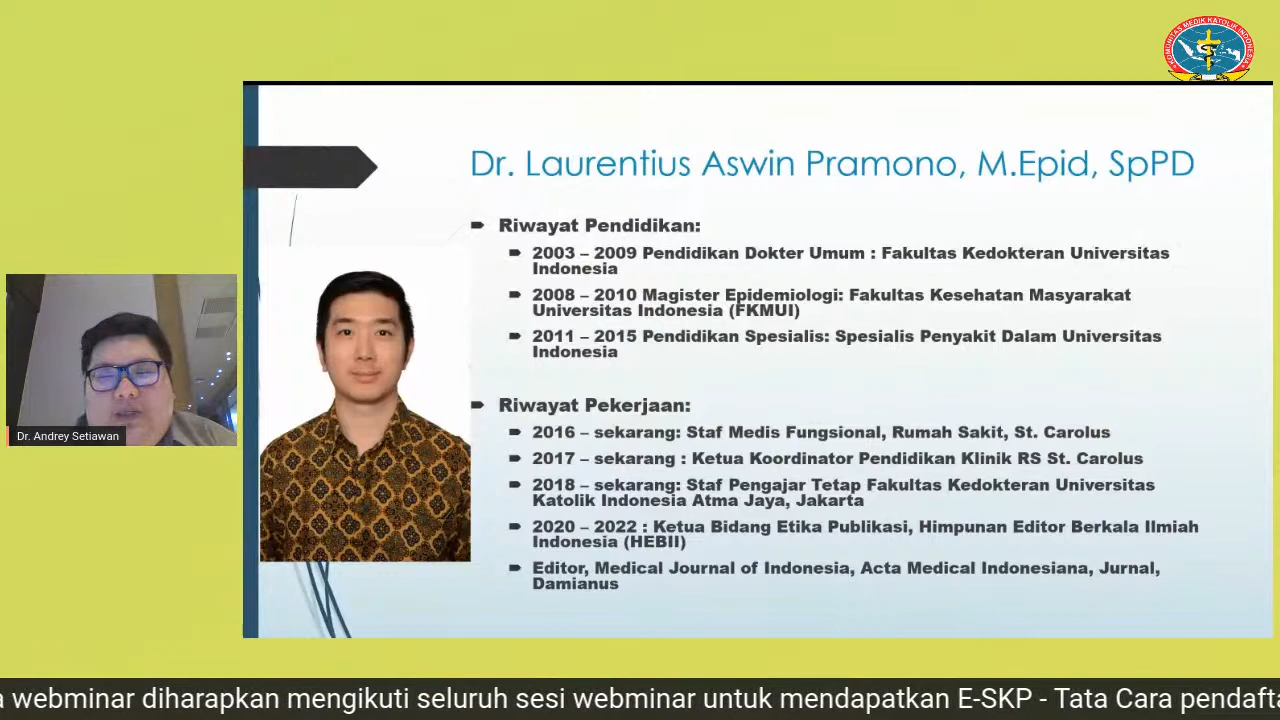 KOMUNITAS MEDIK KATOLIK INDONESIA
Dr. Laurentius Aswin Pramono, M.Epid, SpPD
Riwayat Pendidikan:
2003 – 2009 Pendidikan Dokter Umum : Fakultas Kedokteran Universitas
Indonesia
2008 – 2010 Magister Epidemiologi: Fakultas Kesehatan Masyarakat
Universitas Indonesia (FKMUI)
2011 – 2015 Pendidikan Spesialis: Spesialis Penyakit Dalam Universitas
Indonesia
Riwayat Pekerjaan:
2016 – sekarang: Staf Medis Fungsional, Rumah Sakit, St. Carolus
2017 – sekarang : Ketua Koordinator Pendidikan Klinik RS St. Carolus
2018 – sekarang: Staf Pengajar Tetap Fakultas Kedokteran Universitas
Katolik Indonesia Atma Jaya, Jakarta
2020 – 2022 : Ketua Bidang Etika Publikasi, Himpunan Editor Berkala Ilmiah
Indonesia (HEBII)
Editor, Medical Journal of Indonesia, Acta Medical Indonesiana, Jurnal,
Damianus
Dr. Andrey Setiawan
a webminar diharapkan mengikuti seluruh sesi webminar untuk mendapatkan E-SKP - Tata Cara pendafta